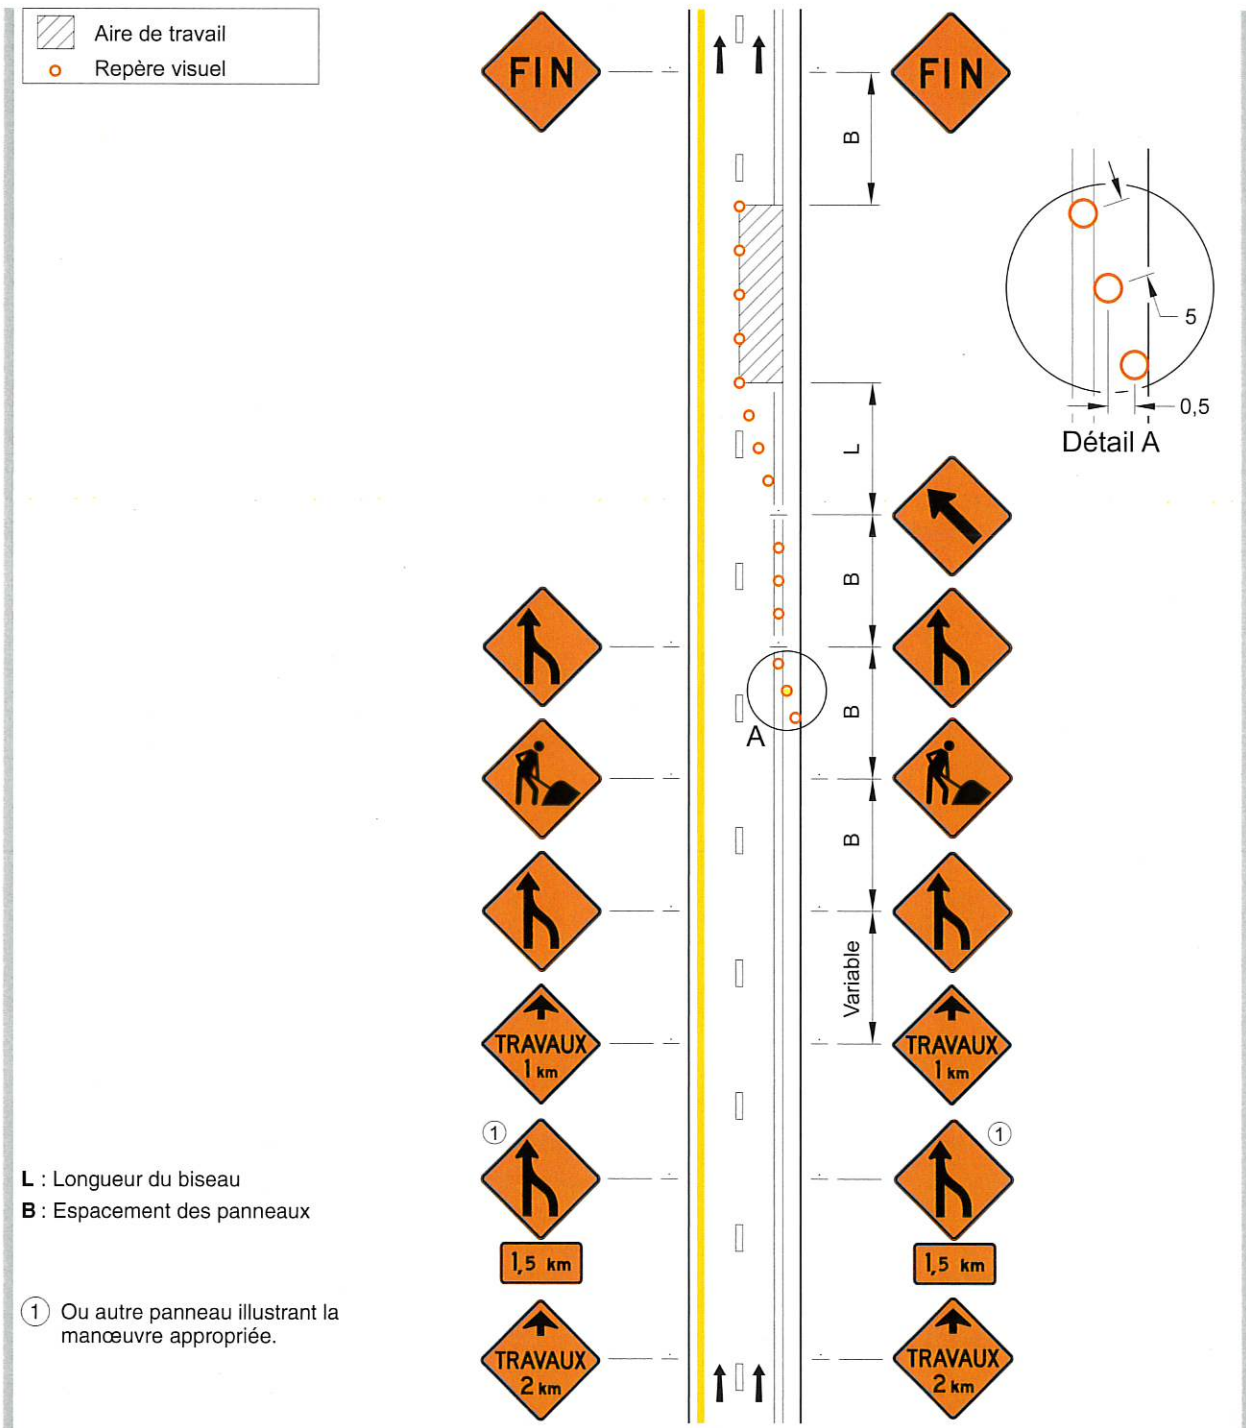 Aire de travail
Repère visuel
FIN
FIN
B
5
0,5
Détail A
L
B
A
B
B
Variable
TRAVAUX
1 km
TRAVAUX
1 km
1
1
L : Longueur du biseau
B : Espacement des panneaux
1,5 km
1,5 km
1 Ou autre panneau illustrant la
manœuvre appropriée.
TRAVAUX
2 km
TRAVAUX
2 km